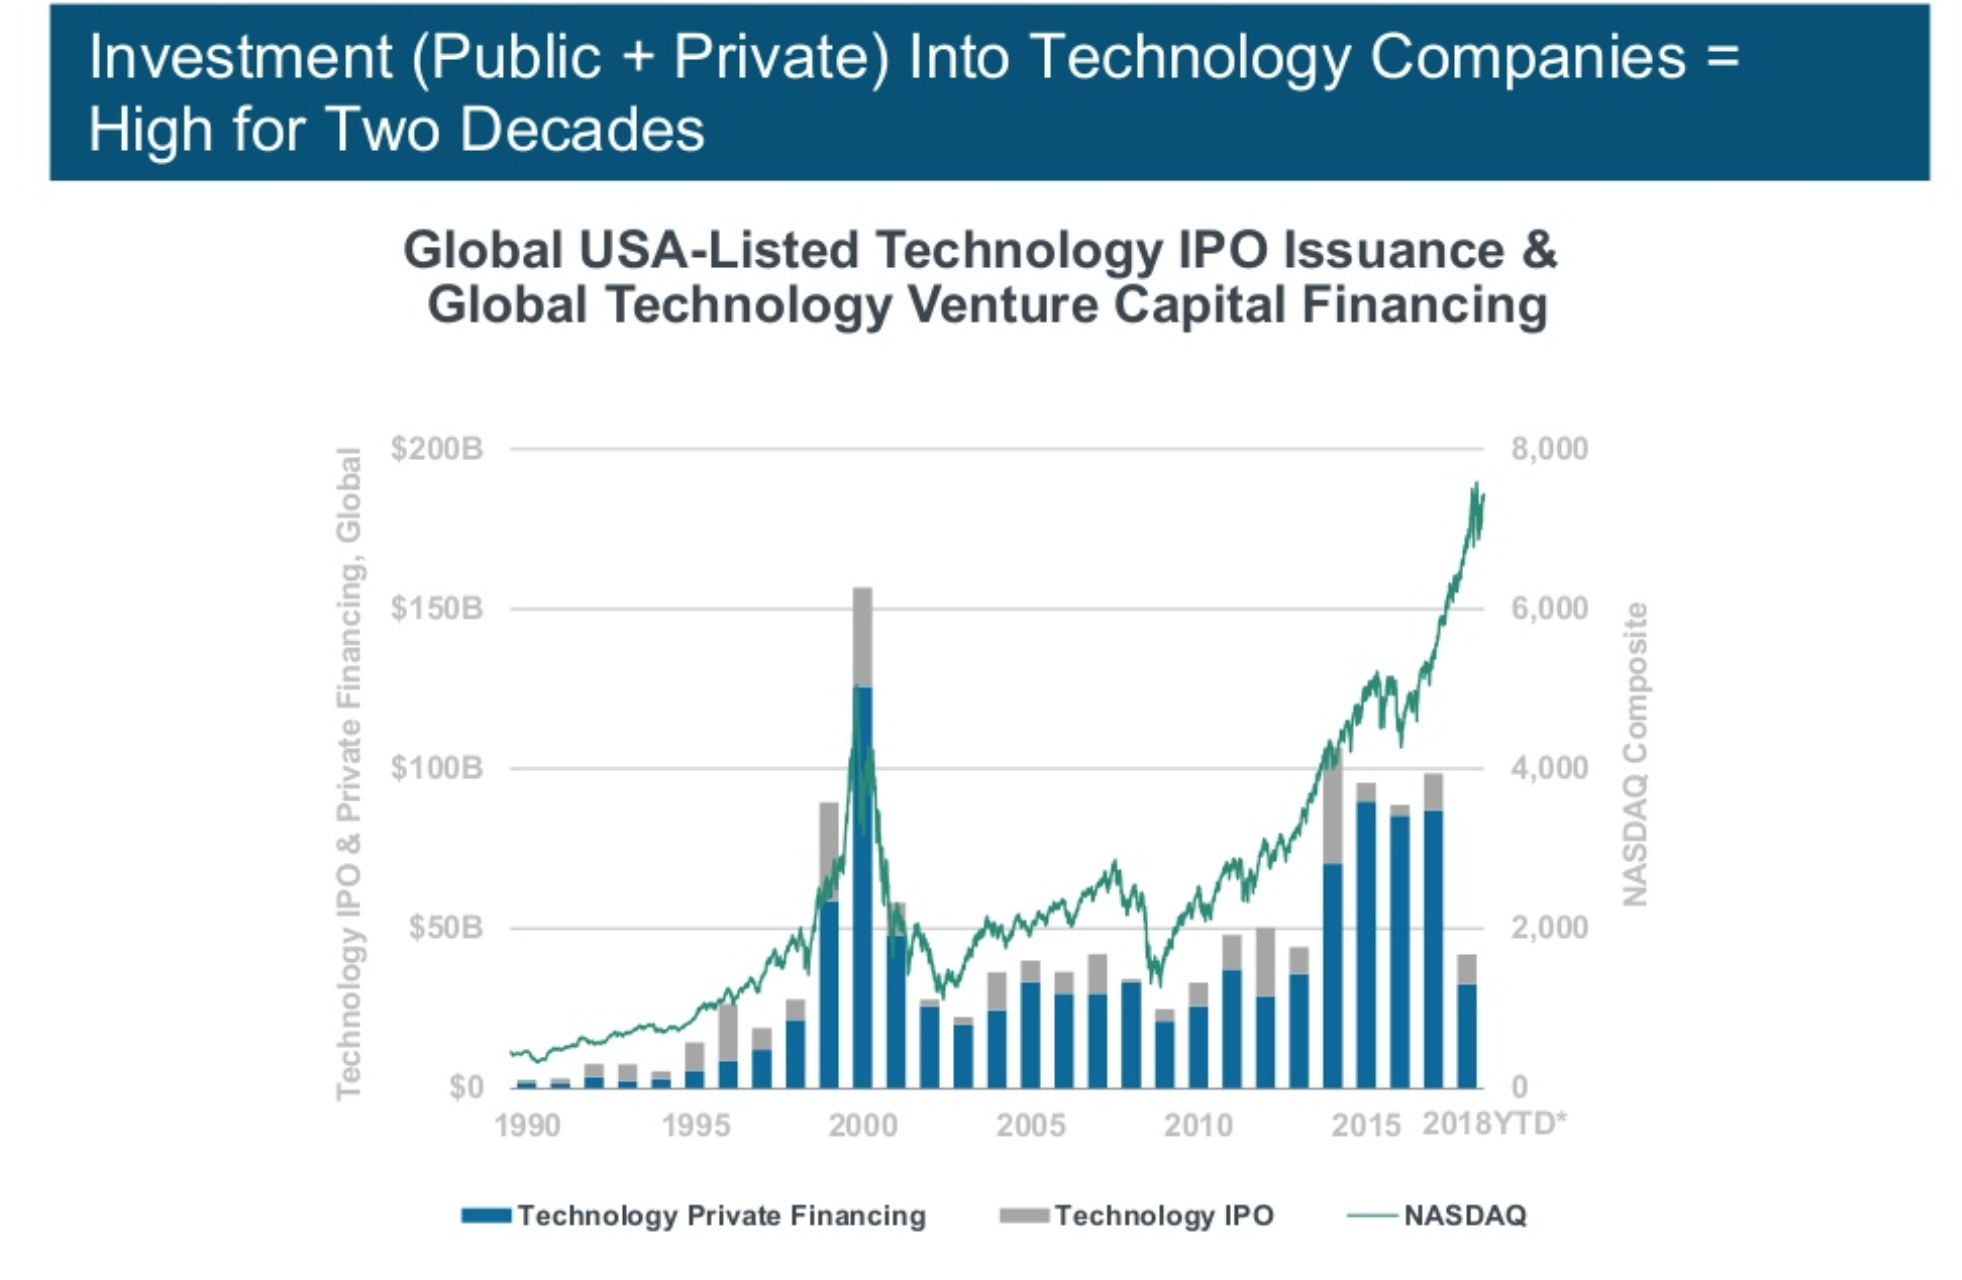 Investment (Public + Private) Into Technology Companies =
High for Two Decades
Global USA-Listed Technology IPO Issuance &
Global Technology Venture Capital Financing
Technology IPO & Private Financing, Global
$200B
$150B
$100B
$50B
$0
8,000
6,000
4,000
2,000
0
NASDAQ Composite
1990 1995 2000 2005 2010 2015 2018YTD*
Technology Private Financing Technology IPO NASDAQ